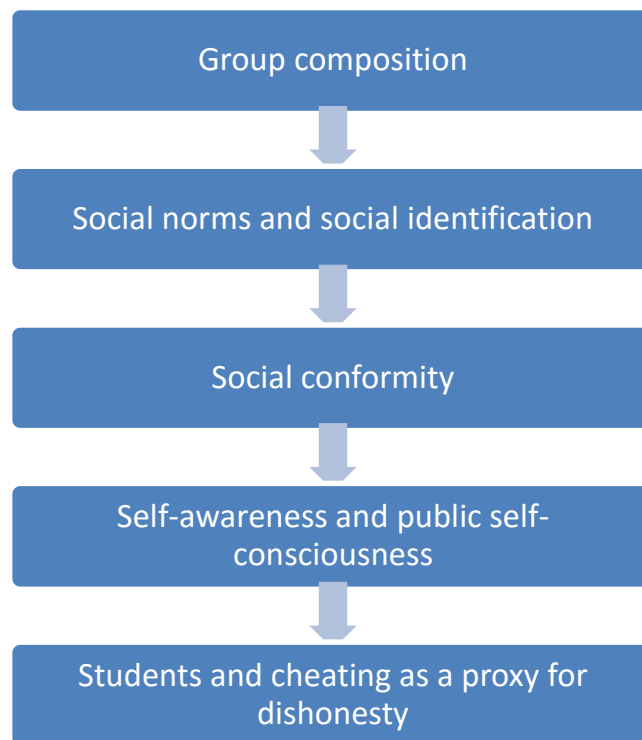 Group composition
Social norms and social identification
Social conformity
Self-awareness and public self-
consciousness
Students and cheating as a proxy for
dishonesty